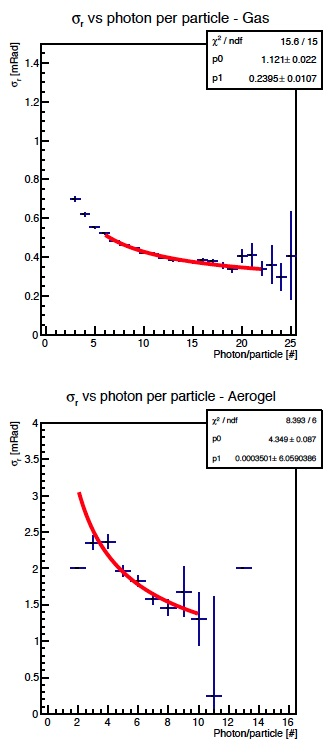 σr vs photon per particle - Gas
χ² / ndf 15.6 / 15
p0 1.121± 0.022
p1 0.2395± 0.0107
σr [mRad]
1.4
1.2
1
0.8
0.6
0.4
0.2
0
0 5 10 15 20 25
Photon/particle [#]
σr vs photon per particle - Aerogel
χ² / ndf 8.393 / 6
p0 4.349± 0.087
p1 0.0003501± 6.0590386
σr [mRad]
4
3.5
3
2.5
2
1.5
1
0.5
0
0 2 4 6 8 10 12 14 16
Photon/particle [#]